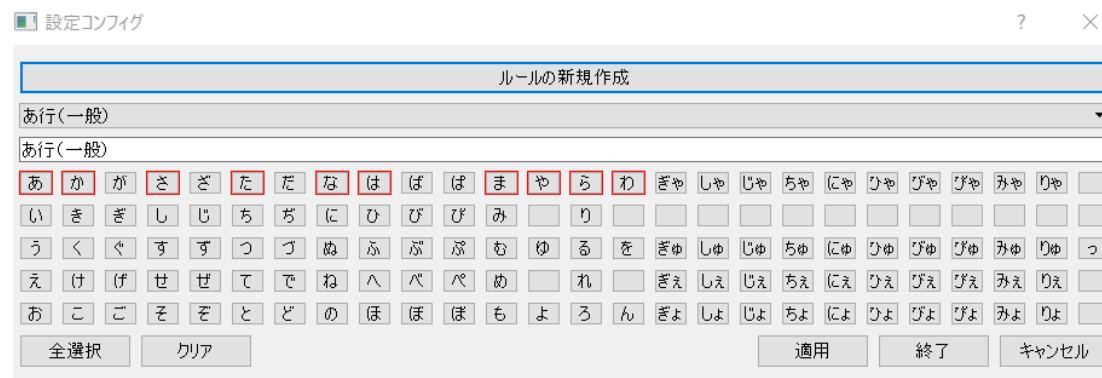 設定コンフィグ ?
ルールの新規作成
あ行(一般)
あ行(一般)
あ か が さ ざ た だ な は ば ぱ ま や ら わ ぎゃ しゃ じゃ ちゃ にゃ ひゃ びゃ ぴゃ みゃ りゃ
い き ぎ し じ ち ぢ に ひ び ぴ み り
う く ぐ す ず つ づ ぬ ふ ぶ ぷ む ゆ る を ぎゅ しゅ じゅ ちゅ にゅ ひゅ びゅ ぴゅ みゅ りゅ っ
え け げ せ ぜ て で ね へ べ ぺ め れ ぎぇ しぇ じぇ ちぇ にぇ ひぇ びぇ ぴぇ みぇ りぇ
お こ ご そ ぞ と ど の ほ ぼ ぽ も よ ろ ん ぎょ しょ じょ ちょ にょ ひょ びょ ぴょ みょ りょ
全選択 クリア 適用 終了 キャンセル